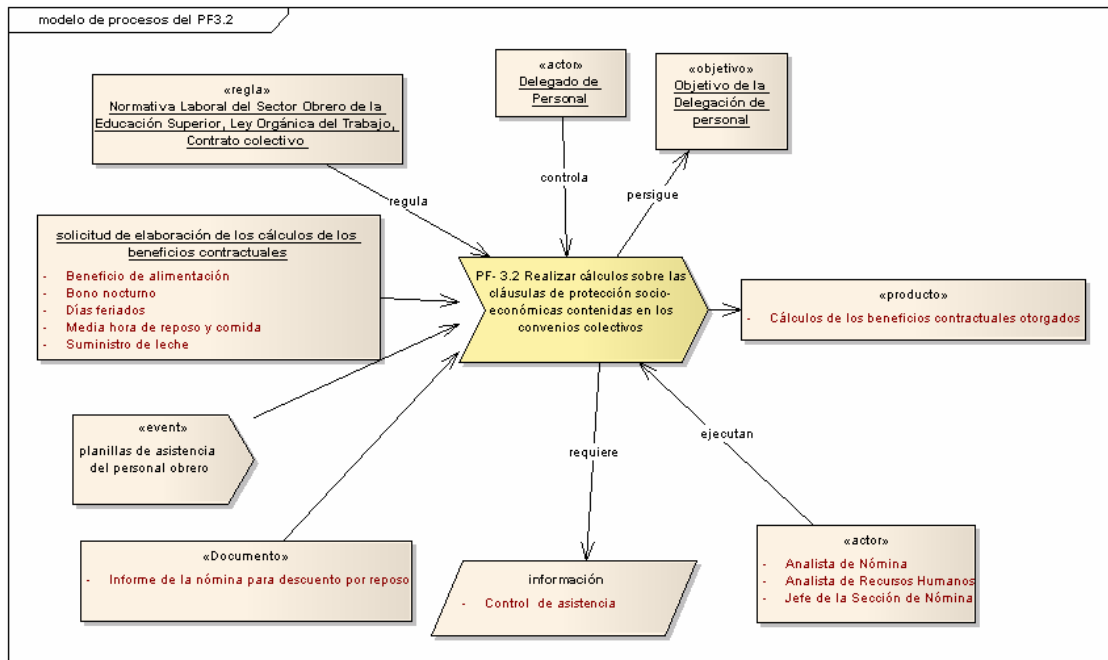 modelo de procesos del PF3.2
«regla»
Normativa Laboral del Sector Obrero de la
Educación Superior, Ley Orgánica del Trabajo,
Contrato colectivo
«actor»
Delegado de
Personal
«objetivo»
Objetivo de la
Delegación de
personal
regula
controla
persigue
solicitud de elaboración de los cálculos de los
beneficios contractuales
- Beneficio de alimentación
- Bono nocturno
- Días feriados
- Media hora de reposo y comida
- Suministro de leche
PF- 3.2 Realizar cálculos sobre las
cláusulas de protección socio-
económicas contenidas en los
convenios colectivos
«producto»
- Cálculos de los beneficios contractuales otorgados
«event»
planillas de asistencia
del personal obrero
requiere
ejecutan
«Documento»
- Informe de la nómina para descuento por reposo
información
- Control de asistencia
«actor»
- Analista de Nómina
- Analista de Recursos Humanos
- Jefe de la Sección de Nómina